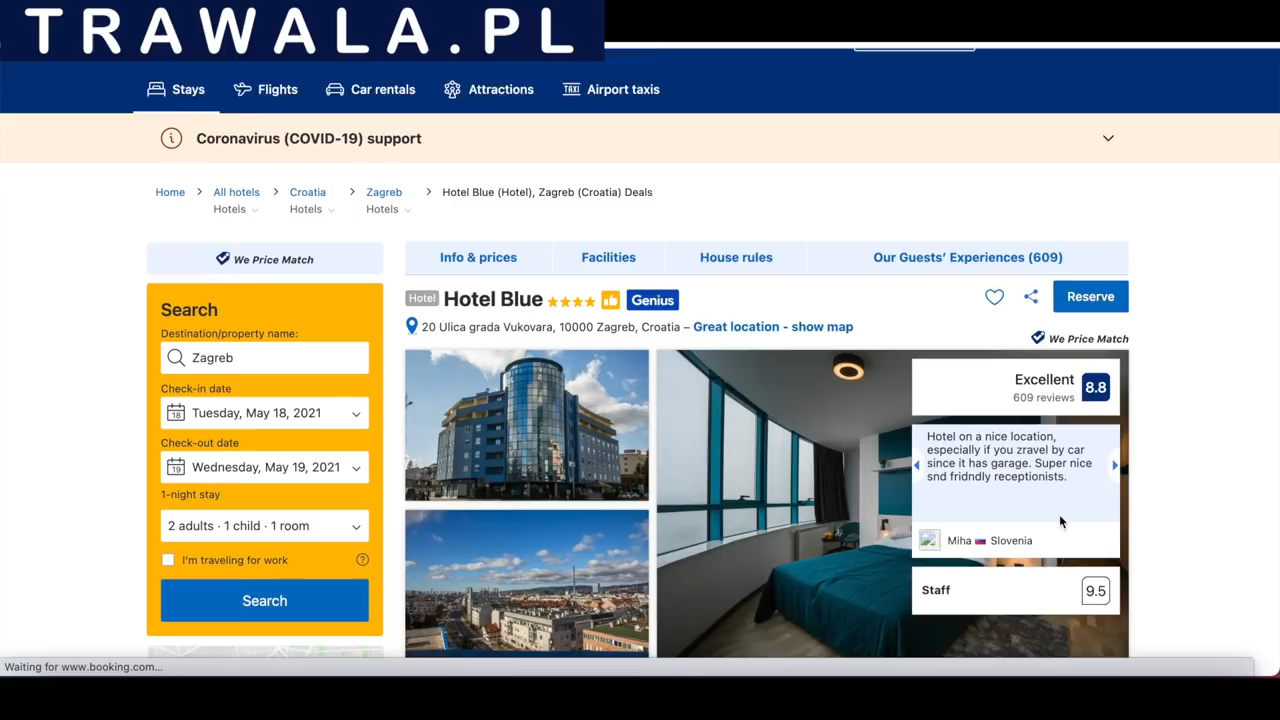 TRAWALA.PL
Stays
Flights
Car rentals
Attractions
TAXI Airport taxis
Coronavirus (COVID-19) support
Home
All hotels
Croatia
Zagreb
Hotel Blue (Hotel), Zagreb (Croatia) Deals
Hotels
Hotels
Hotels
We Price Match
Info & prices
Facilities
House rules
Our Guests' Experiences (609)
Search
Destination/property name:
Zagreb
Check-in date
18 Tuesday, May 18, 2021
Check-out date
19 Wednesday, May 19, 2021
1-night stay
2 adults · 1 child · 1 room
I'm traveling for work
Search
Hotel Hotel Blue Genius
Reserve
20 Ulica grada Vukovara, 10000 Zagreb, Croatia – Great location - show map
We Price Match
Excellent
609 reviews
8.8
Hotel on a nice location,
especially if you zravel by car
since it has garage. Super nice
snd fridndly receptionists.
Miha Slovenia
Staff
9.5
Waiting for www.booking.com...